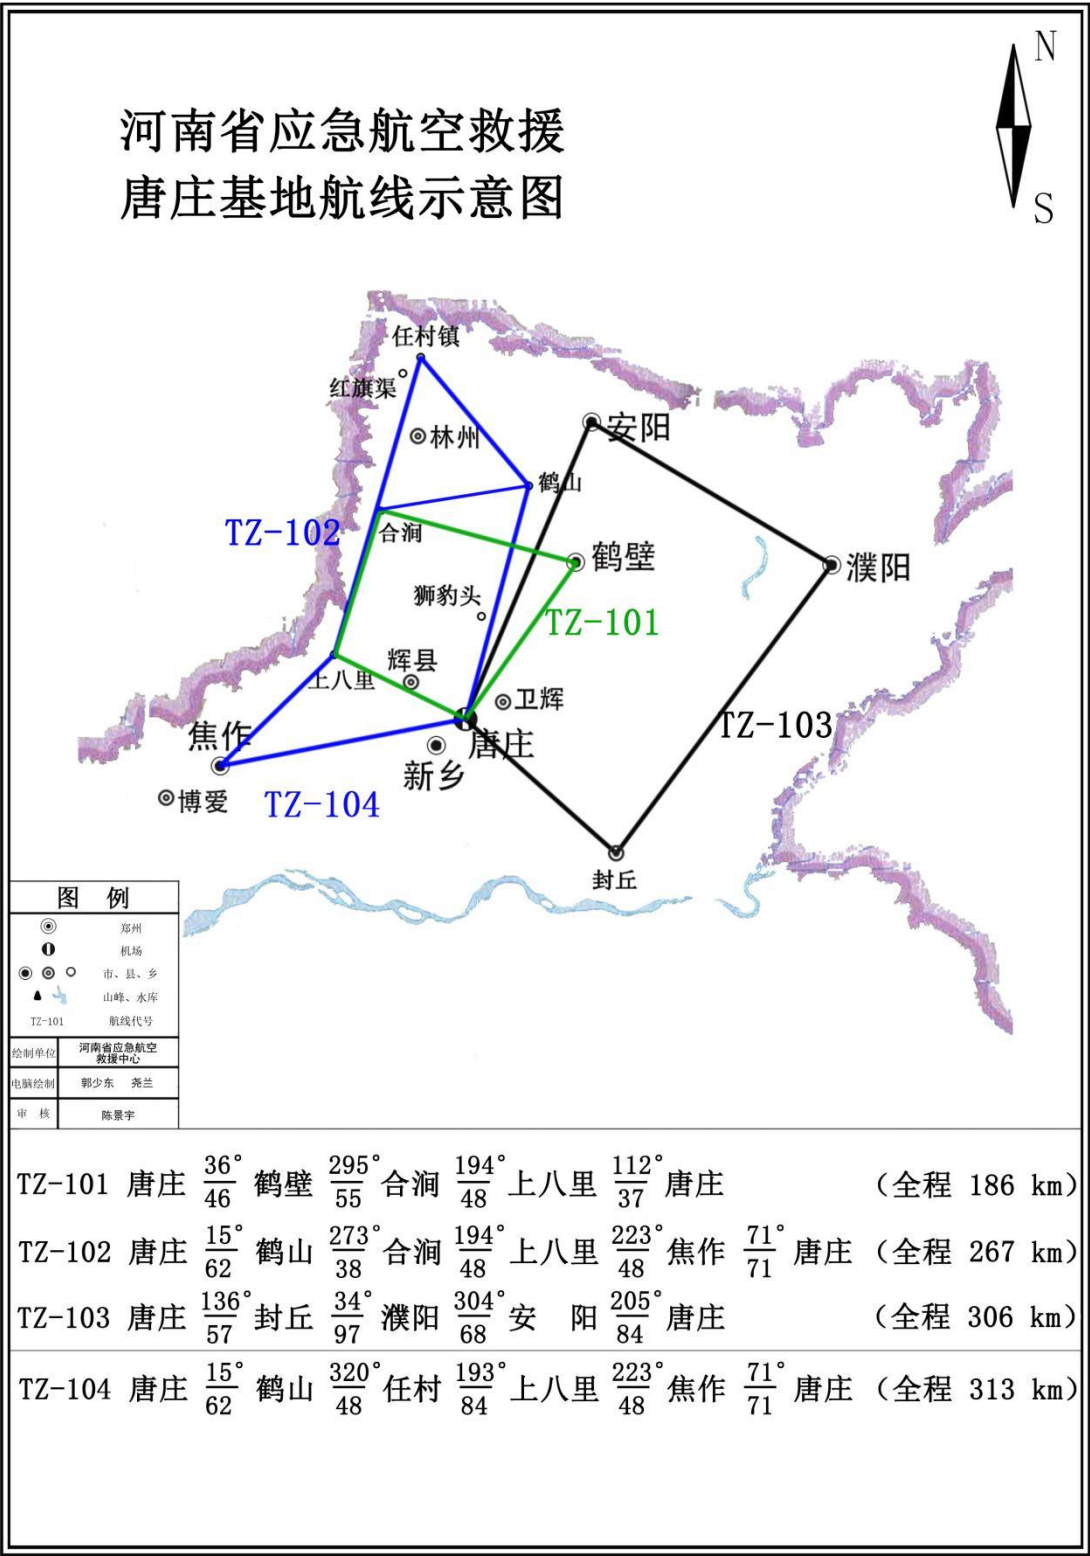 N
河南省应急航空救援
唐庄基地航线示意图
S
任村镇
红旗渠
林州
安阳
鹤山
TZ-102
合涧
鹤壁
濮阳
狮豹头
TZ-101
辉县
上八里
卫辉
TZ-103
焦作
唐庄
新乡
博爱
TZ-104
封丘
图 例
郑州
机场
市、县、乡
山峰、水库
TZ-101 航线代号
绘制单位 河南省应急航空
救援中心
电脑绘制 郭少东 尧兰
审 核 陈景宇
TZ-101 唐庄 36°/46 鹤壁 295°/55 合涧 194°/48 上八里 112°/37 唐庄 (全程 186 km)
TZ-102 唐庄 15°/62 鹤山 273°/38 合涧 194°/48 上八里 223°/48 焦作 71°/71 唐庄 (全程 267 km)
TZ-103 唐庄 136°/57 封丘 34°/97 濮阳 304°/68 安 阳 205°/84 唐庄 (全程 306 km)
TZ-104 唐庄 15°/62 鹤山 320°/48 任村 193°/84 上八里 223°/48 焦作 71°/71 唐庄 (全程 313 km)